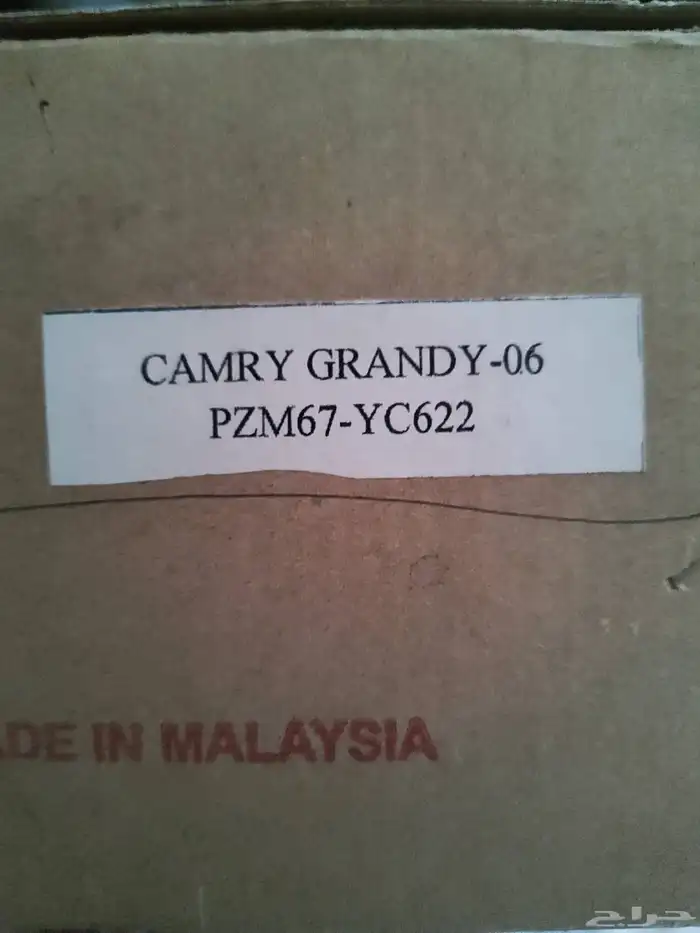 CAMRY GRANDY-06
PZM67-YC622
ADE IN MALAYSIA
حراج